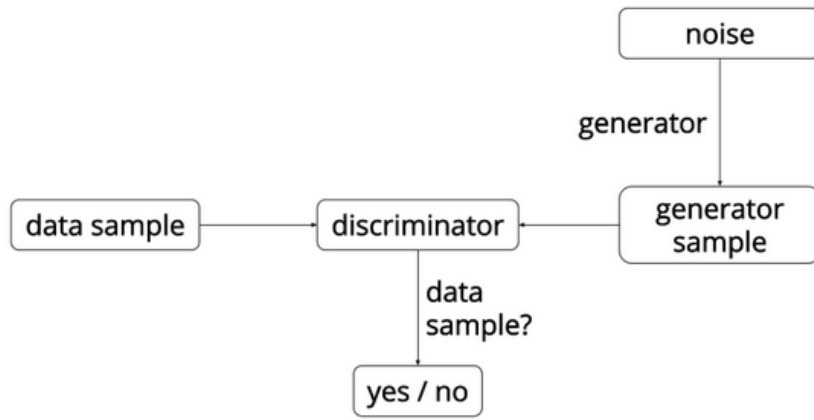 noise
generator
data sample
discriminator
generator
sample
data
sample?
yes / no